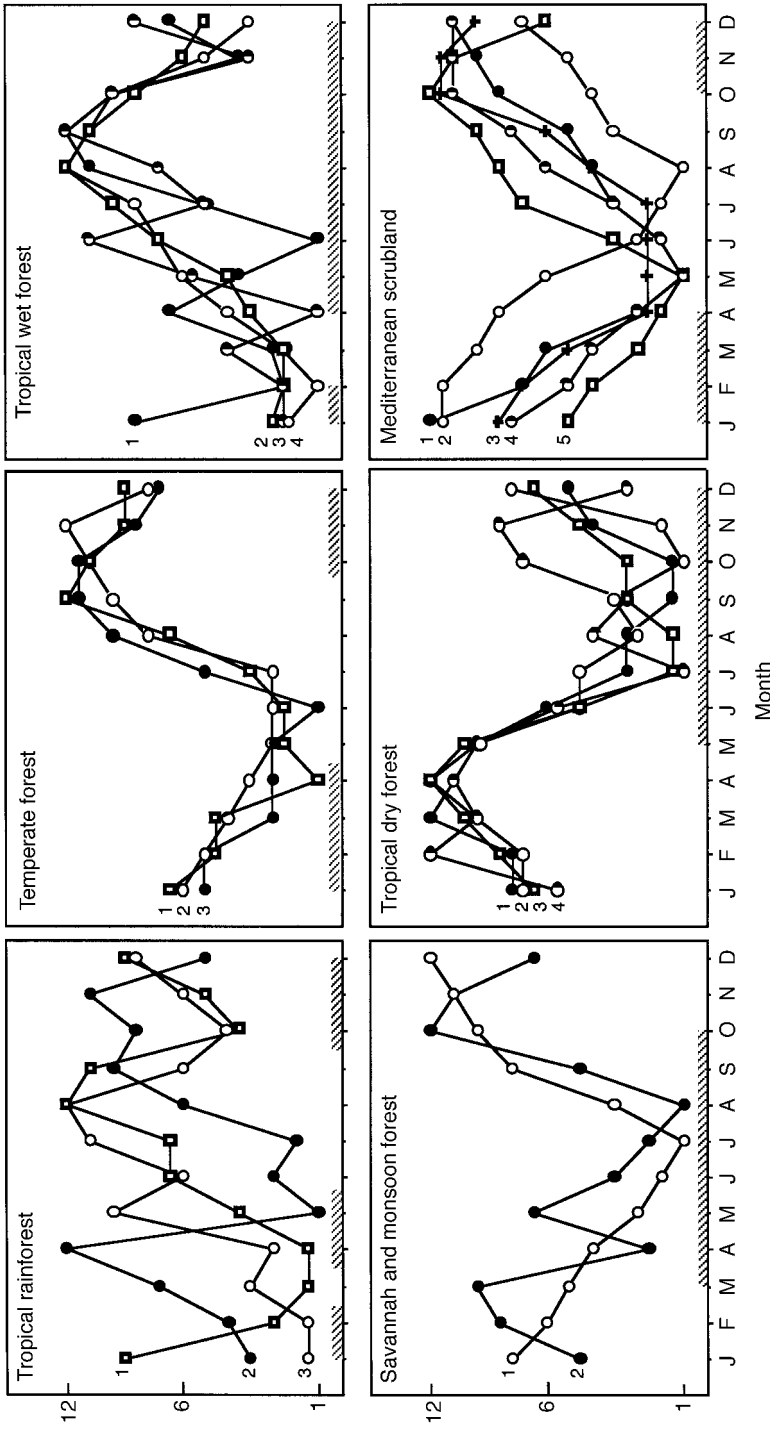 Tropical rainforest
12
6
1
1
2
3
Temperate forest
1
2
3
Tropical wet forest
1
2
3
4
Savannah and monsoon forest
12
6
1
1
2
J F M A M J J A S O N D
Tropical dry forest
1
2
3
4
J F M A M J J A S O N D
Mediterranean scrubland
1
2
3
4
5
J F M A M J J A S O N D
Month